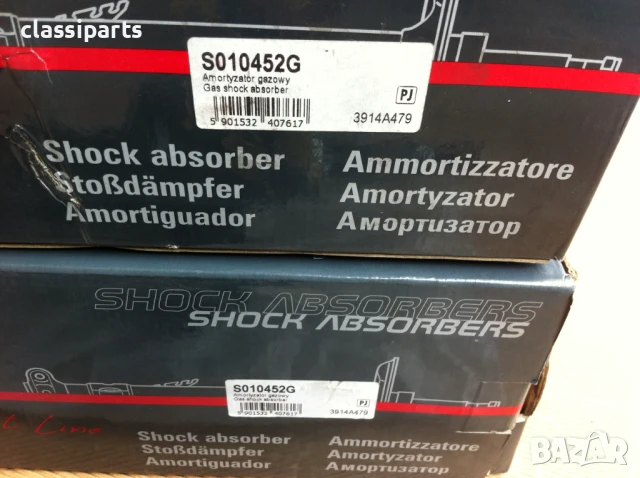 classiparts
S010452G
Amortyzator gazowy
Gas shock absorber
PJ
5 901532 407617
3914A479
Shock absorber
Stoßdämpfer
Amortiguador
Ammortizzatore
Amortyzator
Амортизатор
SHOCK ABSORBERS
SHOCK ABSORBERS
S010452G
Amortyzator gazowy
Gas shock absorber
PJ
5 901532 407617
3914A479
Line
Shock absorber
Stoßdämpfer
Amortiguador
Ammortizzatore
Amortyzator
Амортизатор
BAZAR